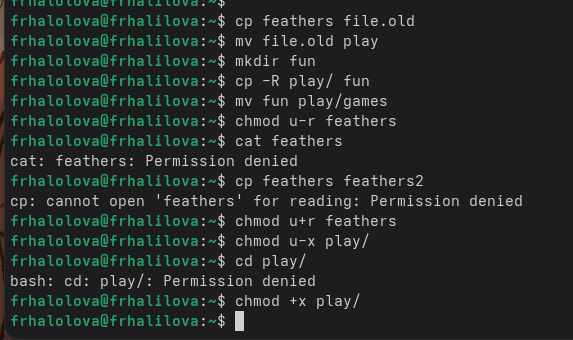 frhalolova@frhalilova:~$
frhalolova@frhalilova:~$ cp feathers file.old
frhalolova@frhalilova:~$ mv file.old play
frhalolova@frhalilova:~$ mkdir fun
frhalolova@frhalilova:~$ cp -R play/ fun
frhalolova@frhalilova:~$ mv fun play/games
frhalolova@frhalilova:~$ chmod u-r feathers
frhalolova@frhalilova:~$ cat feathers
cat: feathers: Permission denied
frhalolova@frhalilova:~$ cp feathers feathers2
cp: cannot open 'feathers' for reading: Permission denied
frhalolova@frhalilova:~$ chmod u+r feathers
frhalolova@frhalilova:~$ chmod u-x play/
frhalolova@frhalilova:~$ cd play/
bash: cd: play/: Permission denied
frhalolova@frhalilova:~$ chmod +x play/
frhalolova@frhalilova:~$